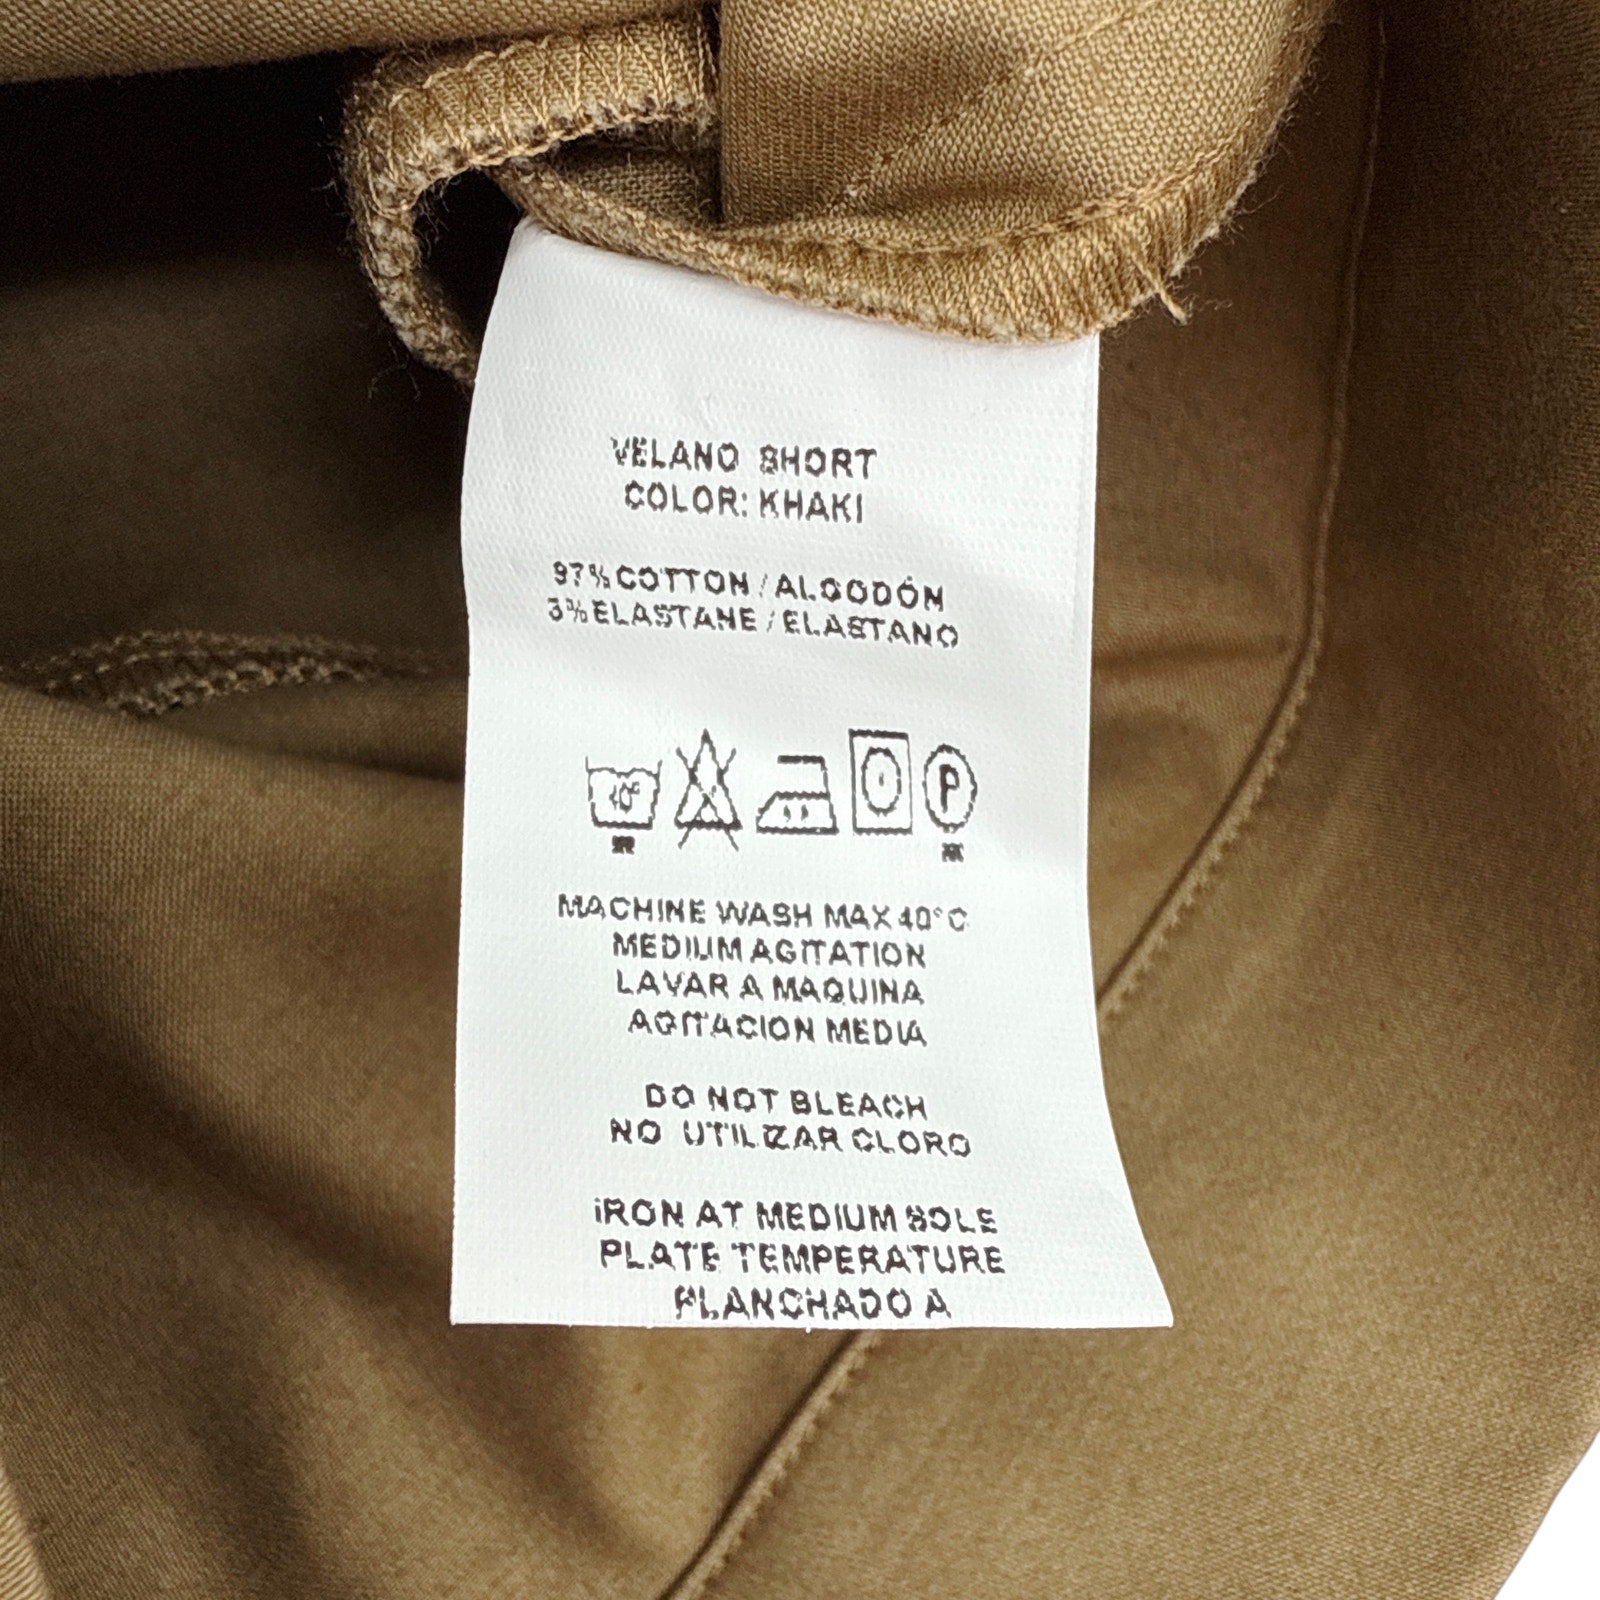 VELANO SHORT
COLOR: KHAKI
97% COTTON / ALGODÓN
3% ELASTANE / ELASTANO
40°
P
MACHINE WASH MAX 40°C
MEDIUM AGITATION
LAVAR A MAQUINA
AGITACION MEDIA
DO NOT BLEACH
NO UTILIZAR CLORO
iRON AT MEDIUM SOLE
PLATE TEMPERATURE
PLANCHADO A